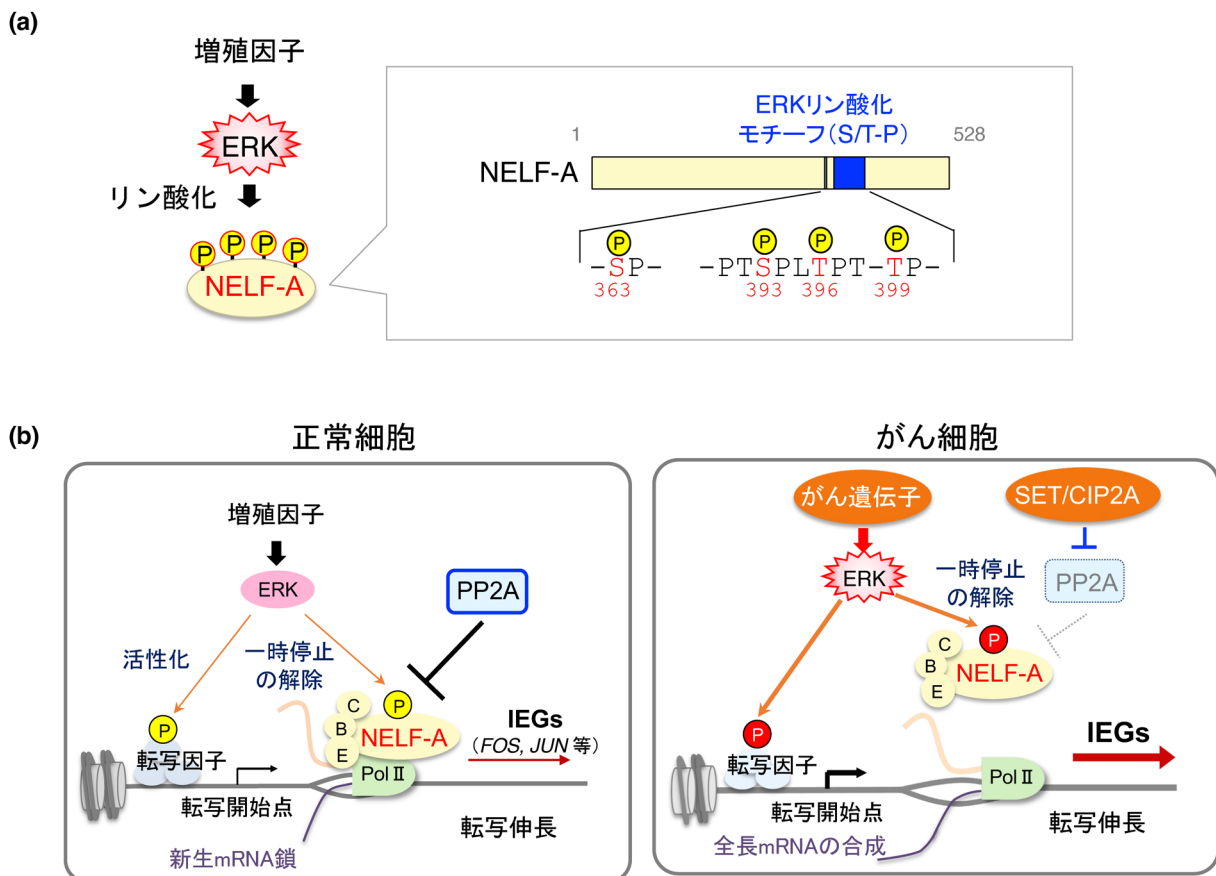 (a)
増殖因子
ERK
リン酸化
P P P P
NELF-A
ERKリン酸化
モチーフ(S/T-P)
1
528
NELF-A
P P P P
-SP- -PTSPLTPT-TP-
363 393 396 399
(b)
正常細胞
増殖因子
ERK
PP2A
活性化
一時停止
の解除
P
P
C
B
E
NELF-A
IEGs
(FOS, JUN 等)
転写因子
Pol II
転写開始点
転写伸長
新生mRNA鎖
がん細胞
がん遺伝子
SET/CIP2A
ERK
一時停止
の解除
PP2A
P
C
B
E
NELF-A
P
転写因子
IEGs
Pol II
転写開始点
転写伸長
全長mRNAの合成